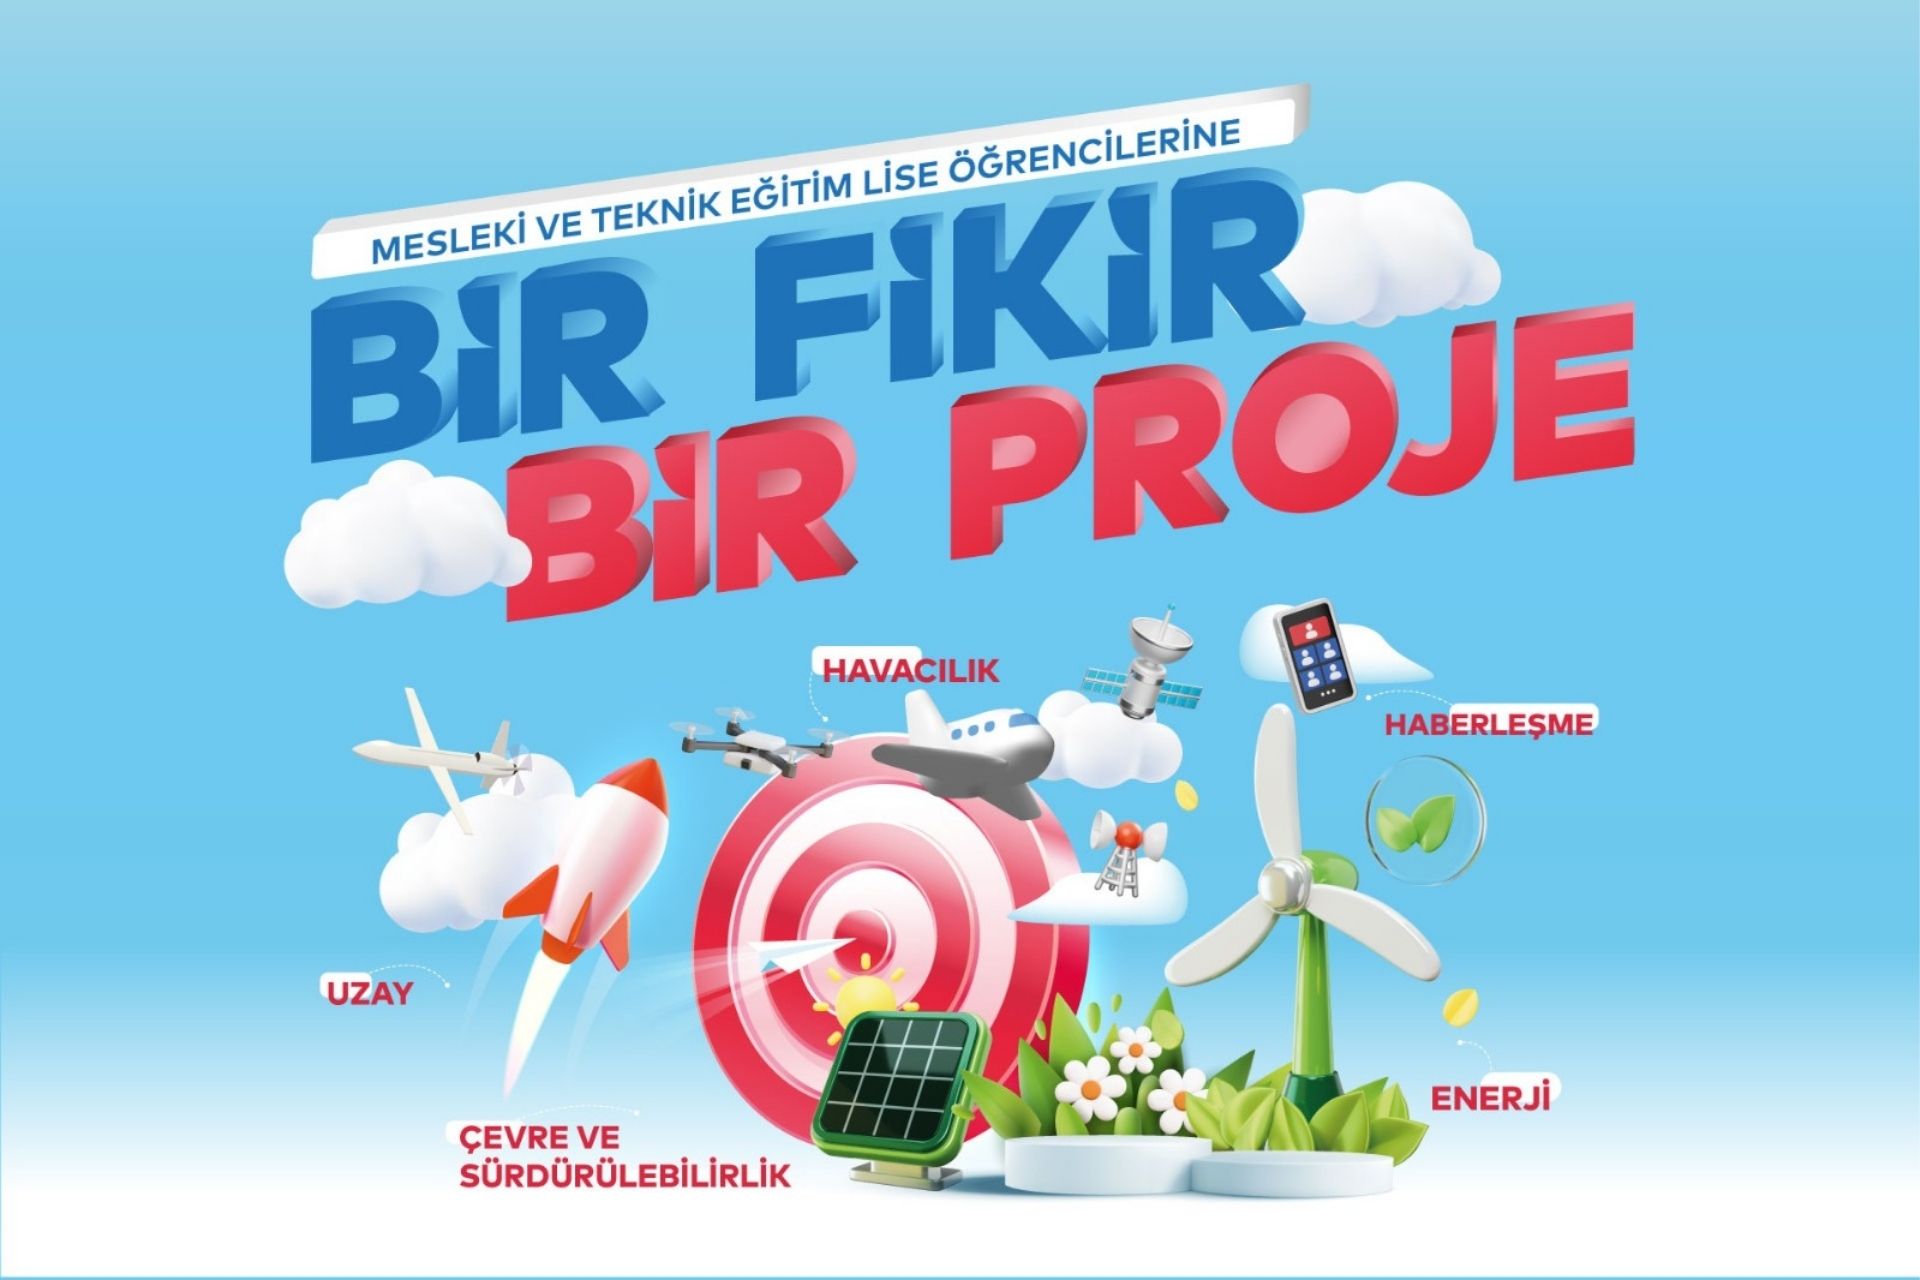 MESLEKİ VE TEKNİK EĞİTİM LİSE ÖĞRENCİLERİNE
BİR FİKİR
BİR PROJE
HAVACILIK
HABERLEŞME
UZAY
ENERJİ
ÇEVRE VE
SÜRDÜRÜLEBİLİRLİK